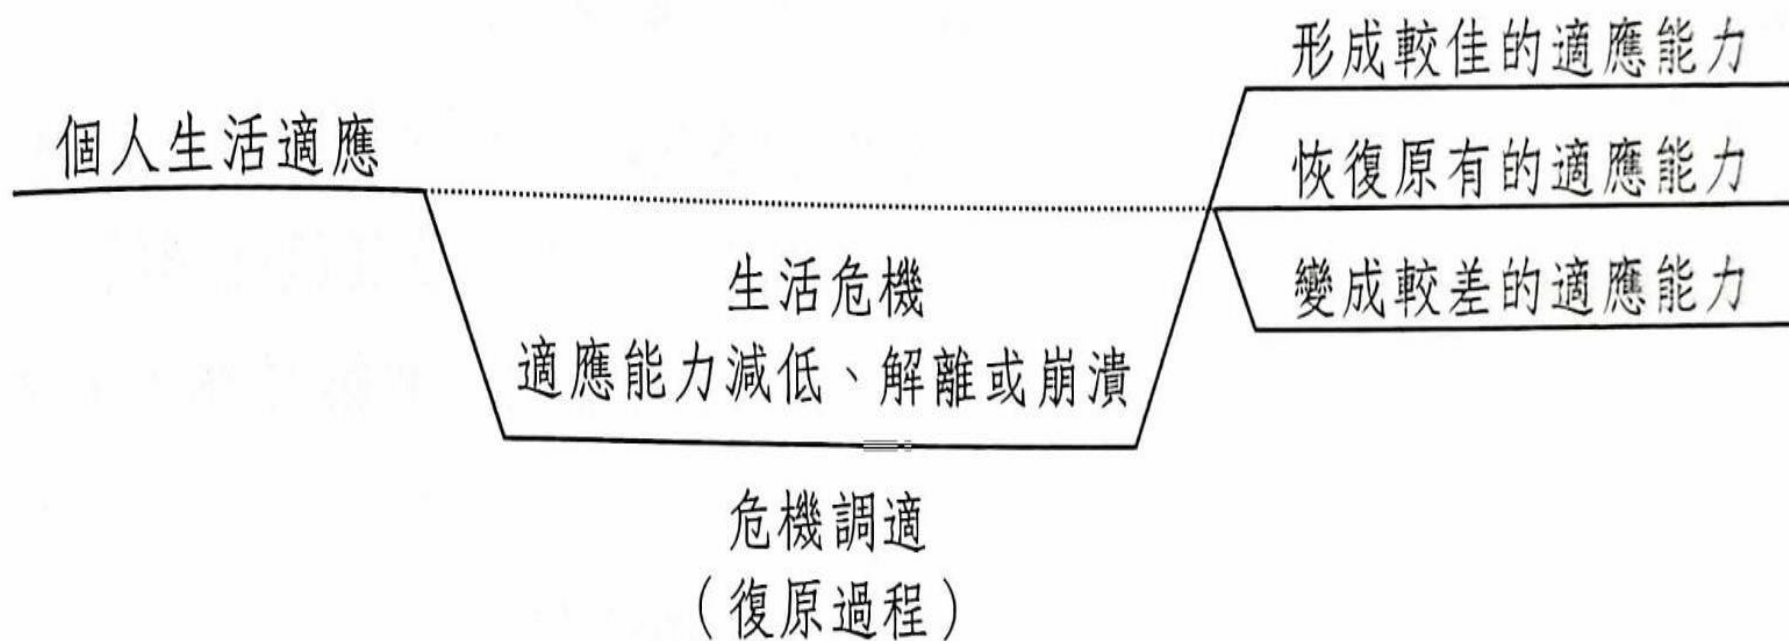 個人生活適應
生活危機
適應能力減低、解離或崩潰
危機調適
（復原過程）
形成較佳的適應能力
恢復原有的適應能力
變成較差的適應能力